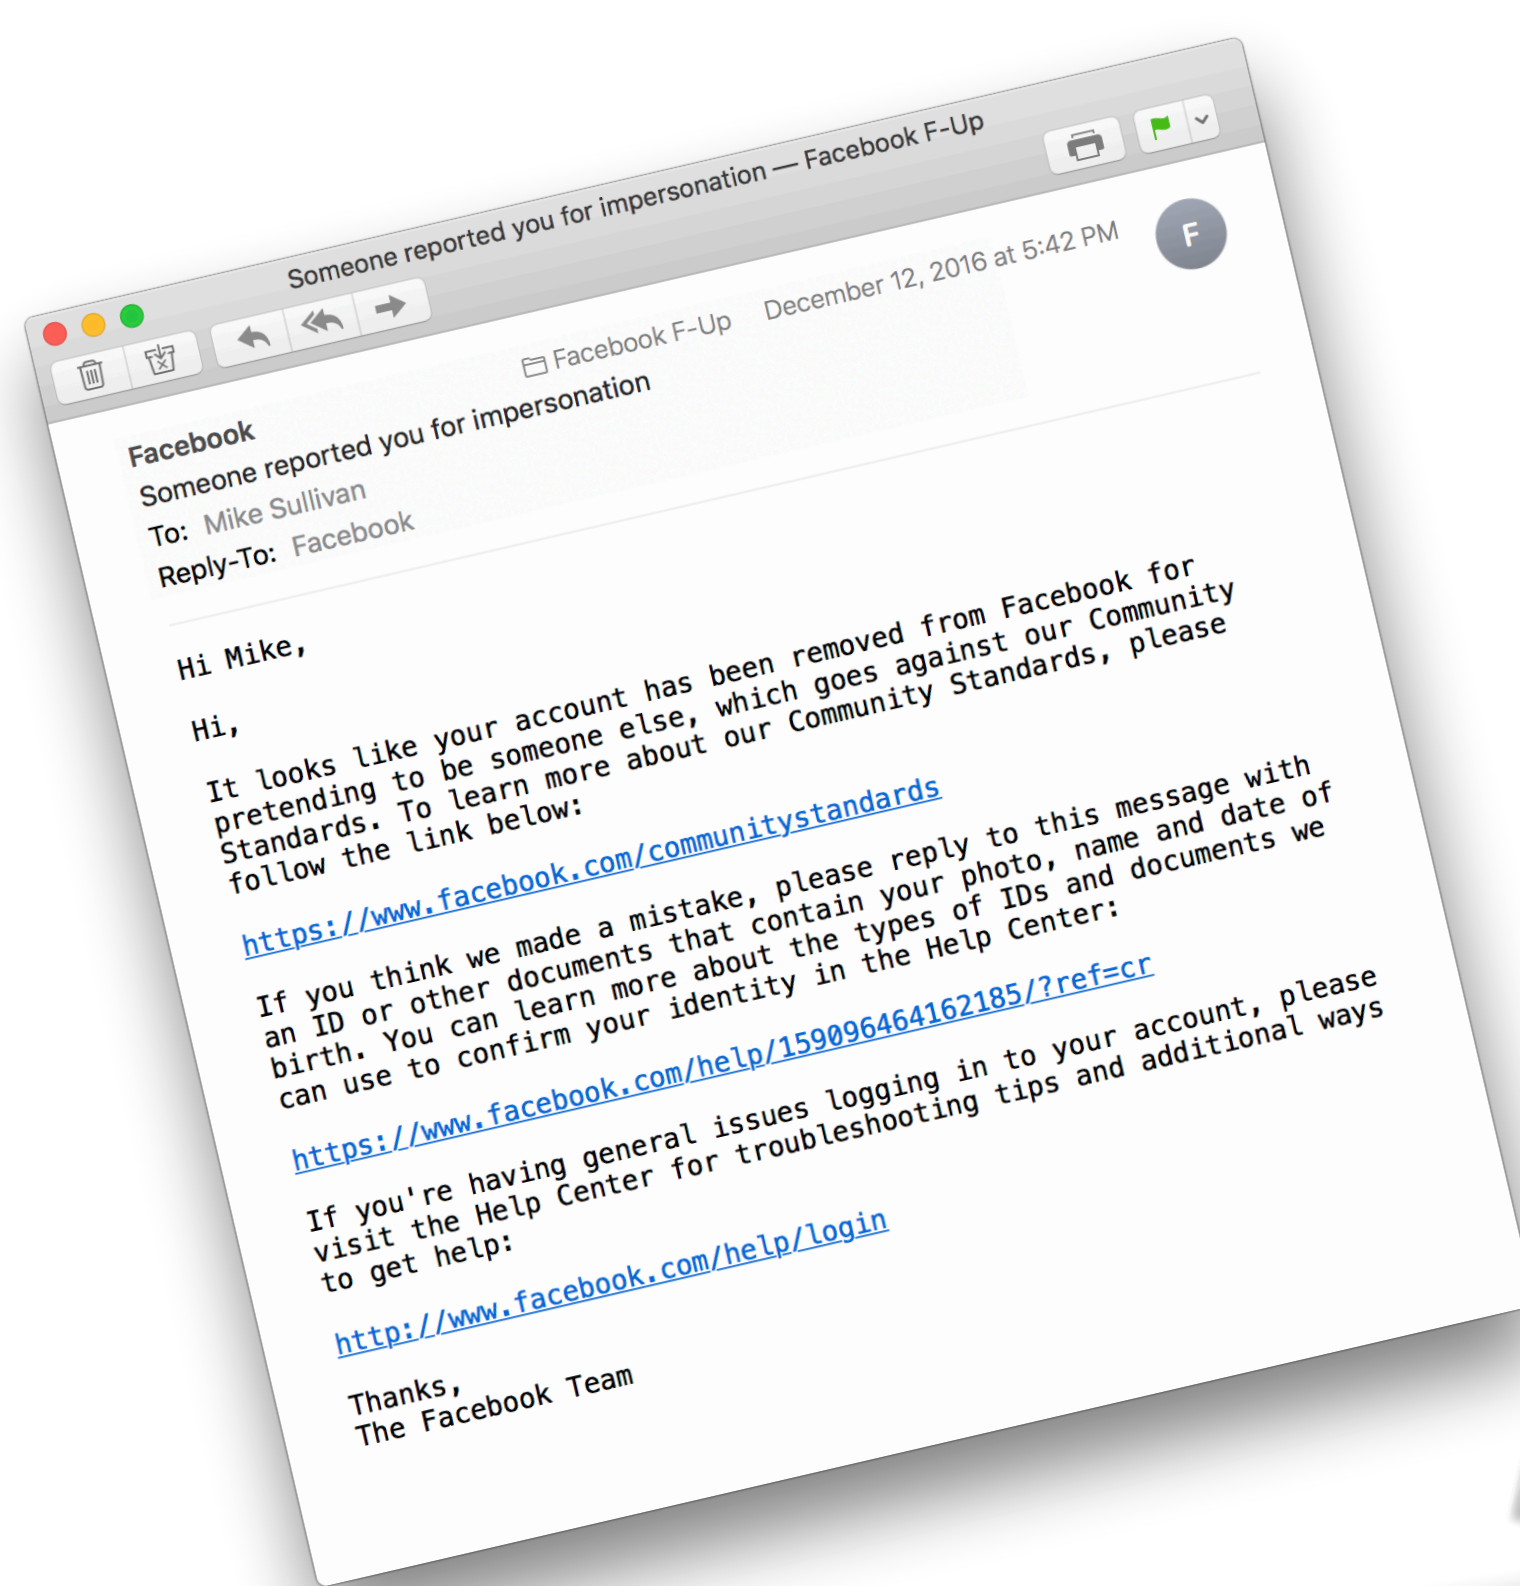 Someone reported you for impersonation — Facebook F-Up
F
Facebook
Facebook F-Up
December 12, 2016 at 5:42 PM
Someone reported you for impersonation
To: Mike Sullivan
Reply-To: Facebook
Hi Mike,
Hi,
It looks like your account has been removed from Facebook for
pretending to be someone else, which goes against our Community
Standards. To learn more about our Community Standards, please
follow the link below:
https://www.facebook.com/communitystandards
If you think we made a mistake, please reply to this message with
an ID or other documents that contain your photo, name and date of
birth. You can learn more about the types of IDs and documents we
can use to confirm your identity in the Help Center:
https://www.facebook.com/help/159096464162185/?ref=cr
If you're having general issues logging in to your account, please
visit the Help Center for troubleshooting tips and additional ways
to get help:
http://www.facebook.com/help/login
Thanks,
The Facebook Team